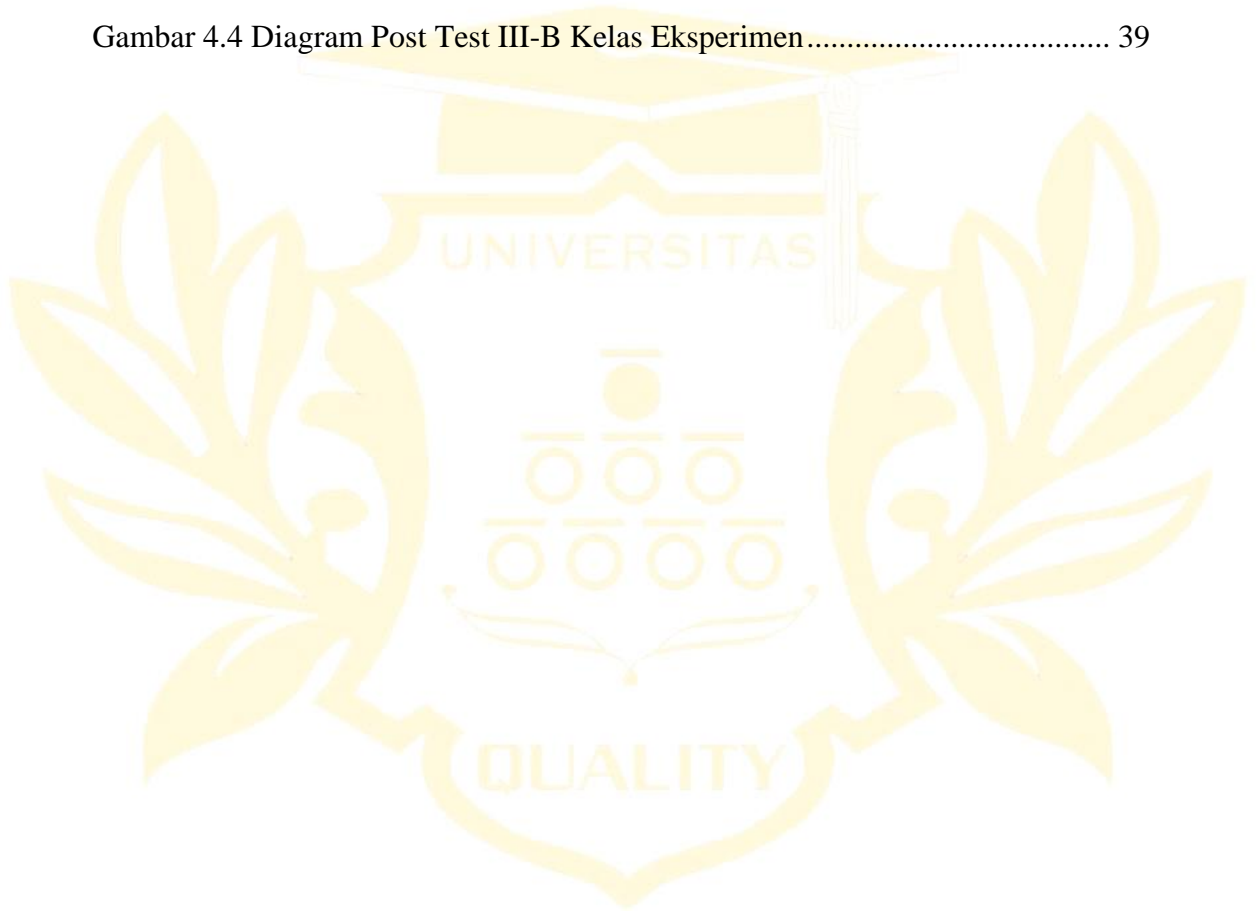 Gambar 4.4 Diagram Post Test III-B Kelas Eksperimen...................................... 39
UNIVERSITAS
QUALITY